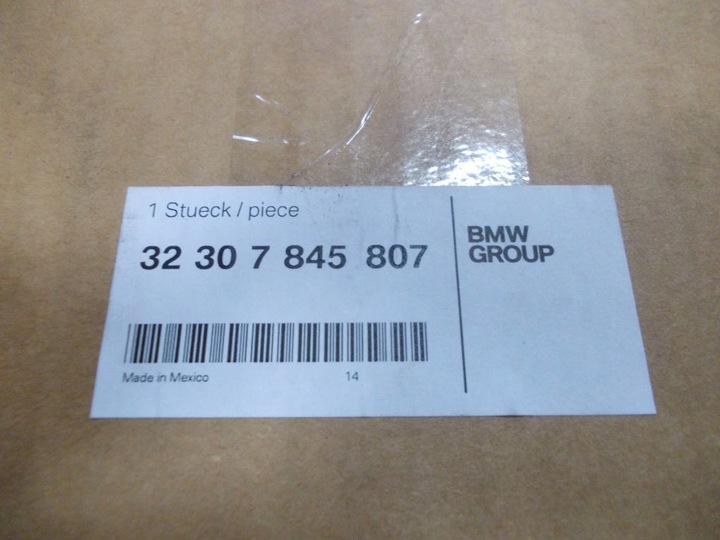 1 Stueck / piece
32 30 7 845 807
BMW
GROUP
Made in Mexico 14